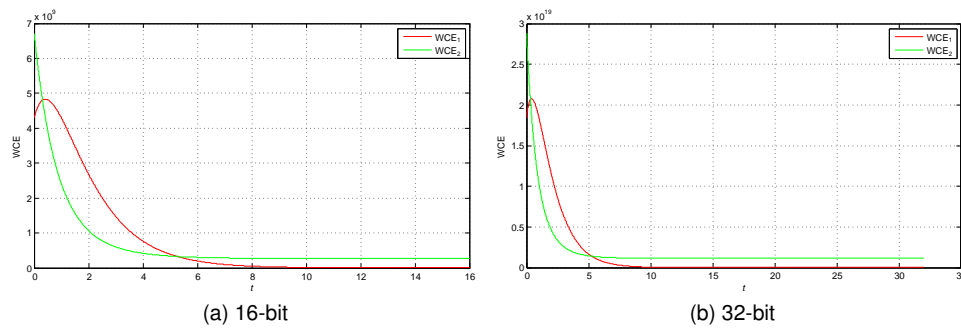 7 x 10^9
WCE₁
WCE₂
6
5
4
3
2
1
0
WCE
0 2 4 6 8 10 12 14 16
t
(a) 16-bit
3 x 10^19
WCE₁
WCE₂
2.5
2
1.5
1
0.5
0
WCE
0 5 10 15 20 25 30 35
t
(b) 32-bit